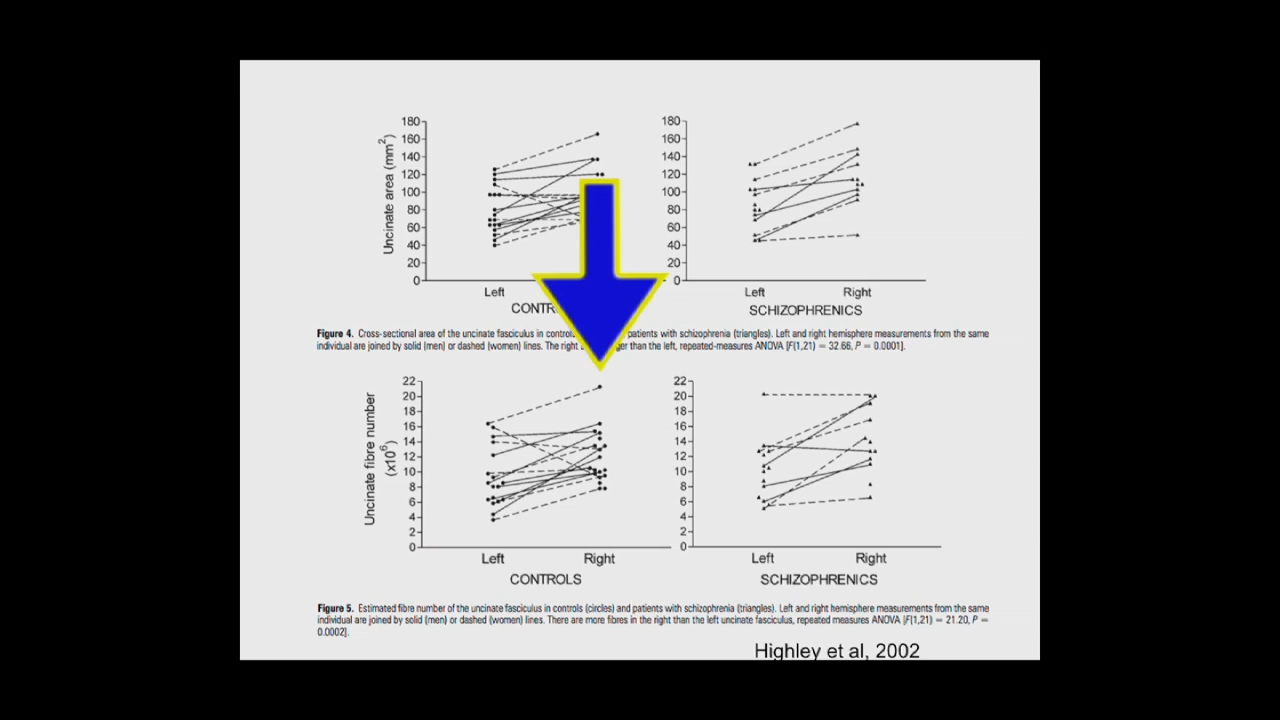 Uncinate area (mm²)
180
160
140
120
100
80
60
40
20
0
Left
CONTR
180
160
140
120
100
80
60
40
20
0
Left Right
SCHIZOPHRENICS
Figure 4. Cross-sectional area of the uncinate fasciculus in contro patients with schizophrenia (triangles). Left and right hemisphere measurements from the same
individual are joined by solid (men) or dashed (women) lines. The right ger than the left, repeated-measures ANOVA [F(1,21) = 32.66, P = 0.0001].
Uncinate fibre number
(x10⁶)
22
20
18
16
14
12
10
8
6
4
2
0
Left Right
CONTROLS
22
20
18
16
14
12
10
8
6
4
2
0
Left Right
SCHIZOPHRENICS
Figure 5. Estimated fibre number of the uncinate fasciculus in controls (circles) and patients with schizophrenia (triangles). Left and right hemisphere measurements from the same
individual are joined by solid (men) or dashed (women) lines. There are more fibres in the right than the left uncinate fasciculus, repeated measures ANOVA [F(1,21) = 21.20, P =
0.0002].
Highley et al, 2002